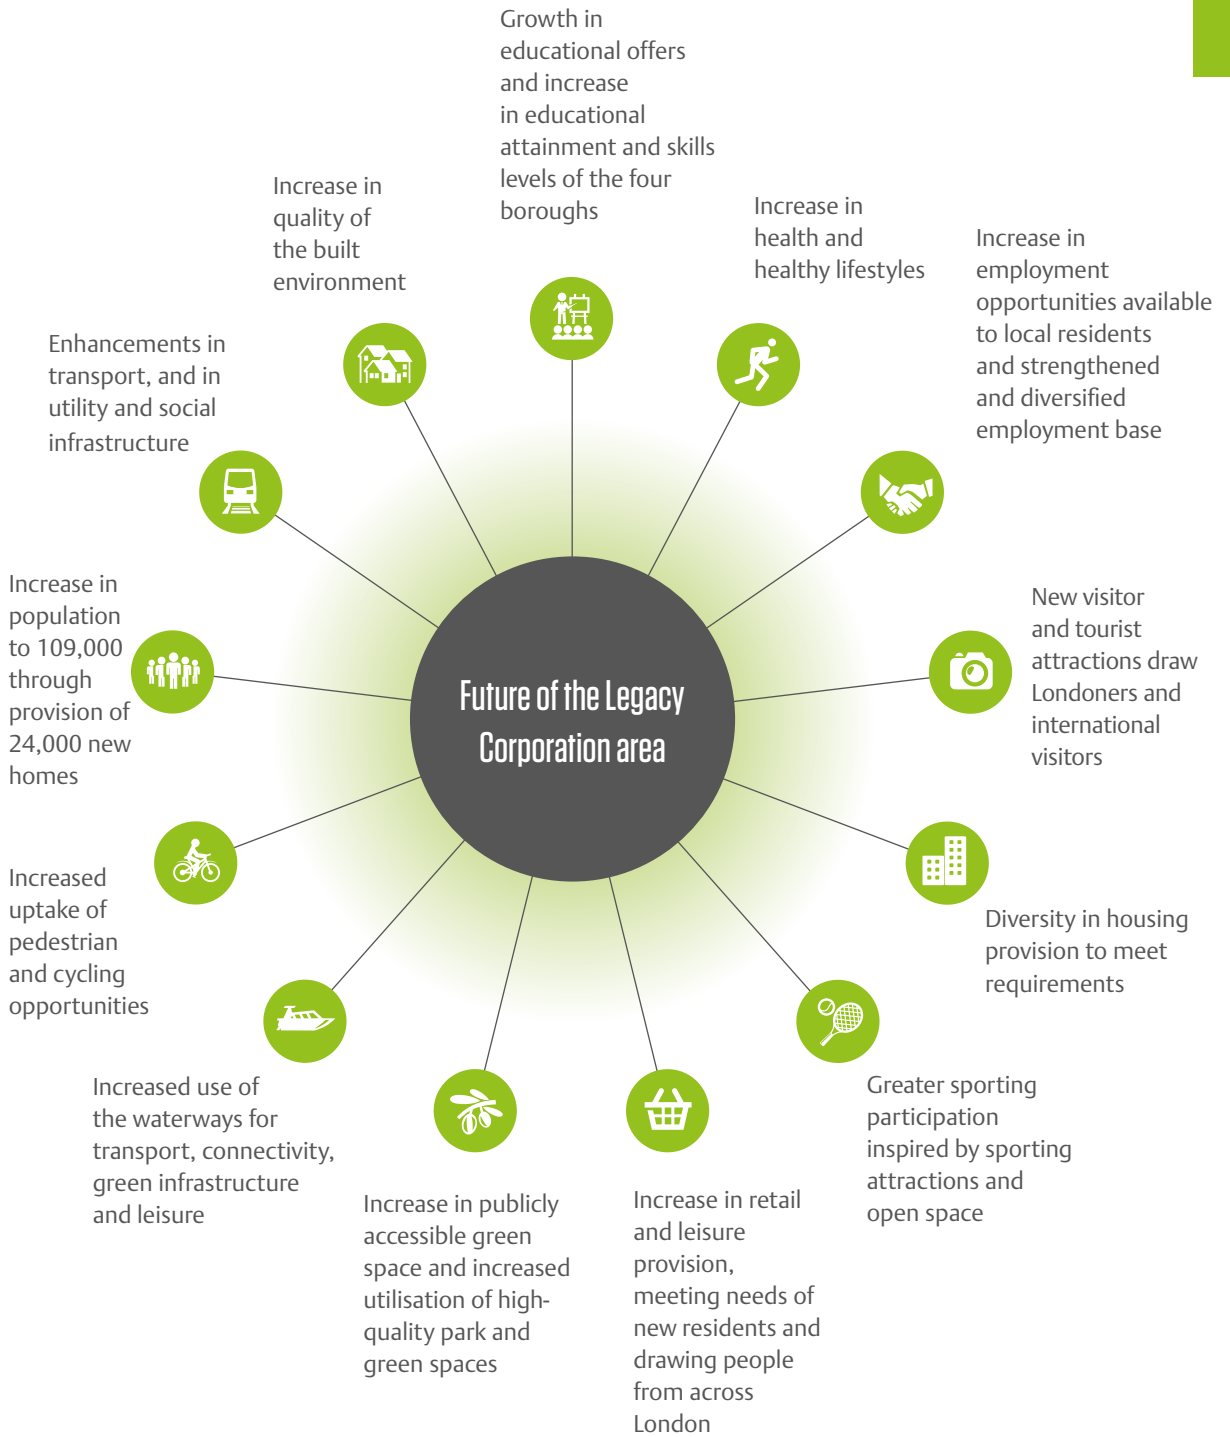 Growth in
educational offers
and increase
in educational
attainment and skills
levels of the four
boroughs
Increase in
quality of
the built
environment
Increase in
health and
healthy lifestyles
Increase in
employment
opportunities available
to local residents
and strengthened
and diversified
employment base
Enhancements in
transport, and in
utility and social
infrastructure
Increase in
population
to 109,000
through
provision of
24,000 new
homes
New visitor
and tourist
attractions draw
Londoners and
international
visitors
Future of the Legacy
Corporation area
Increased
uptake of
pedestrian
and cycling
opportunities
Diversity in housing
provision to meet
requirements
Increased use of
the waterways for
transport, connectivity,
green infrastructure
and leisure
Greater sporting
participation
inspired by sporting
attractions and
open space
Increase in publicly
accessible green
space and increased
utilisation of high-
quality park and
green spaces
Increase in retail
and leisure
provision,
meeting needs of
new residents and
drawing people
from across
London